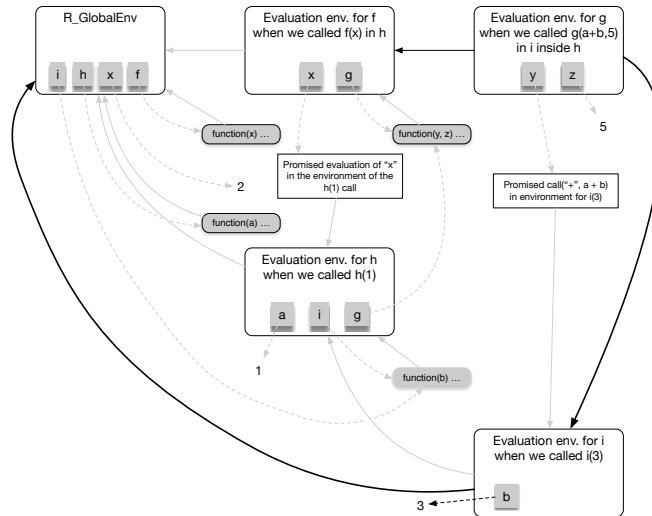 R_GlobalEnv
i h x f
Evaluation env. for f
when we called f(x) in h
x g
Evaluation env. for g
when we called g(a+b,5)
in i inside h
y z
function(x) ...
function(y, z) ...
5
Promised evaluation of “x”
in the environment of the
h(1) call
2
Promised call(“+”, a + b)
in environment for i(3)
function(a) ...
Evaluation env. for h
when we called h(1)
a i g
1
function(b) ...
Evaluation env. for i
when we called i(3)
b
3